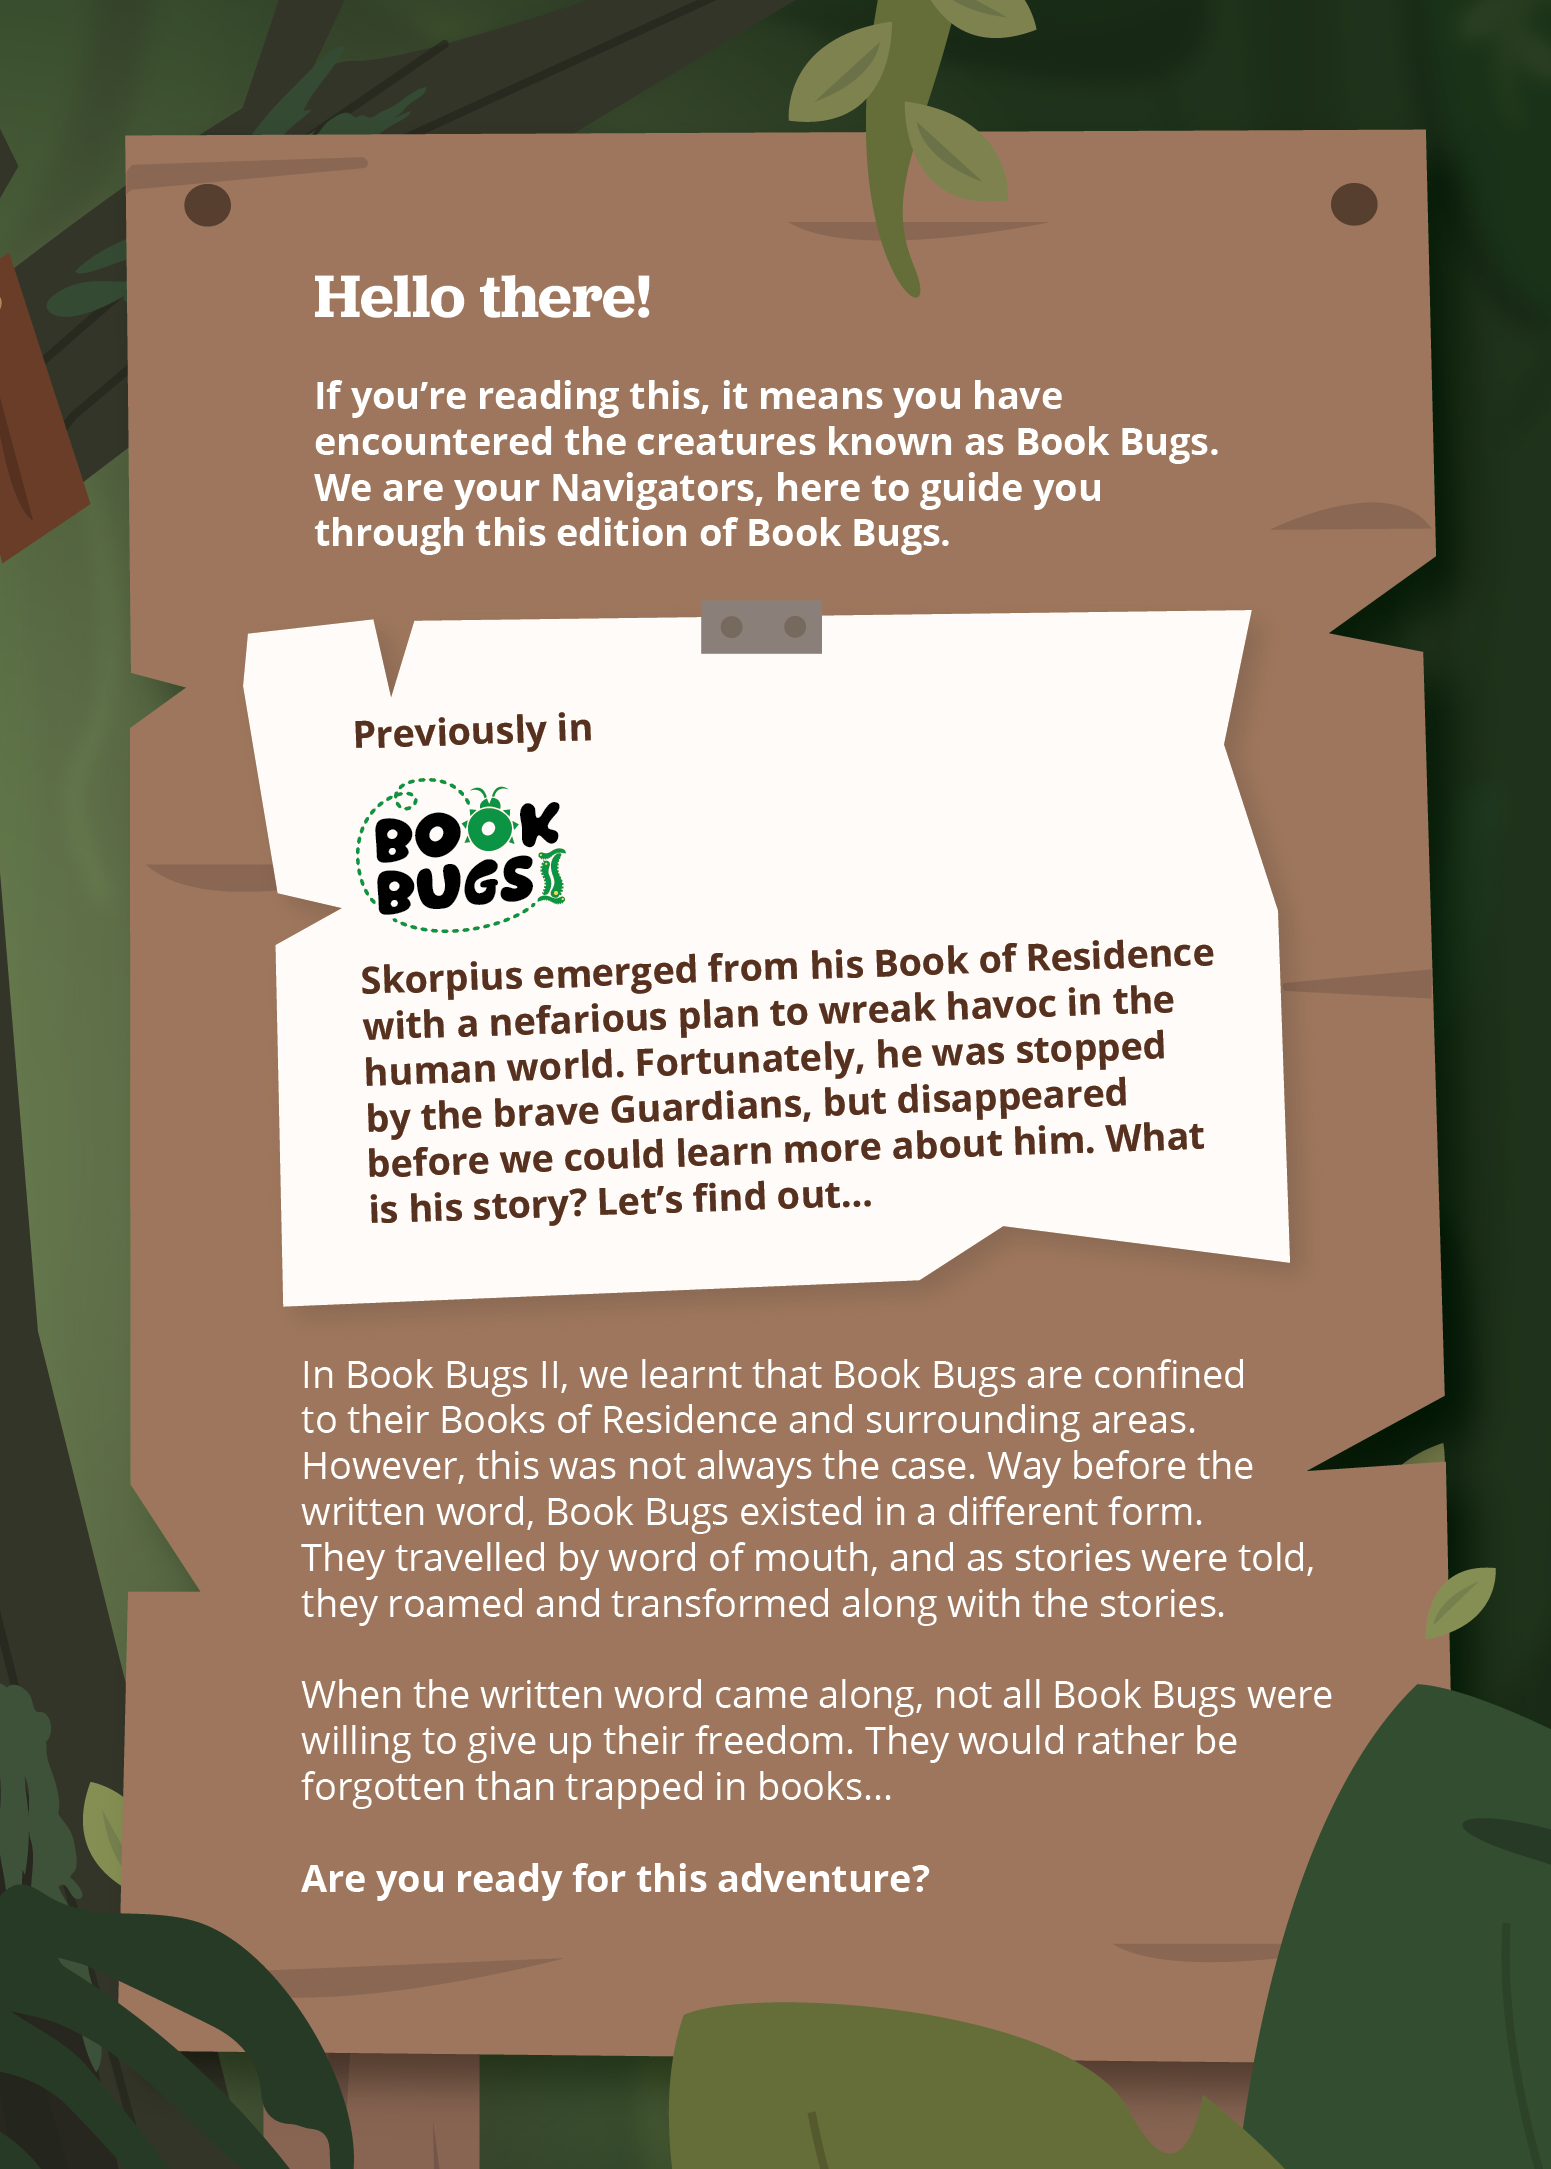 Hello there!
If you’re reading this, it means you have
encountered the creatures known as Book Bugs.
We are your Navigators, here to guide you
through this edition of Book Bugs.
Previously in
BOOK
BUGS II
Skorpius emerged from his Book of Residence
with a nefarious plan to wreak havoc in the
human world. Fortunately, he was stopped
by the brave Guardians, but disappeared
before we could learn more about him. What
is his story? Let’s find out...
In Book Bugs II, we learnt that Book Bugs are confined
to their Books of Residence and surrounding areas.
However, this was not always the case. Way before the
written word, Book Bugs existed in a different form.
They travelled by word of mouth, and as stories were told,
they roamed and transformed along with the stories.
When the written word came along, not all Book Bugs were
willing to give up their freedom. They would rather be
forgotten than trapped in books...
Are you ready for this adventure?